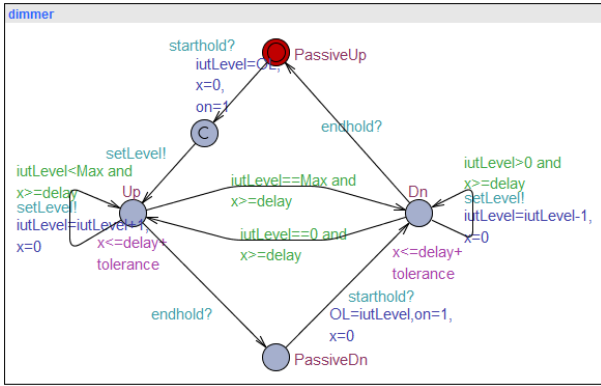 dimmer
starthold?
PassiveUp
iutLevel=OL,
x=0,
on=1
C
endhold?
setLevel!
iutLevel<Max and
x>=delay
setLevel!
iutLevel=iutLevel+1,
x=0
Up
x<=delay+
tolerance
iutLevel==Max and
x>=delay
iutLevel==0 and
x>=delay
Dn
iutLevel>0 and
x>=delay
setLevel!
iutLevel=iutLevel-1,
x=0
x<=delay+
tolerance
endhold?
starthold?
OL=iutLevel,on=1,
x=0
PassiveDn